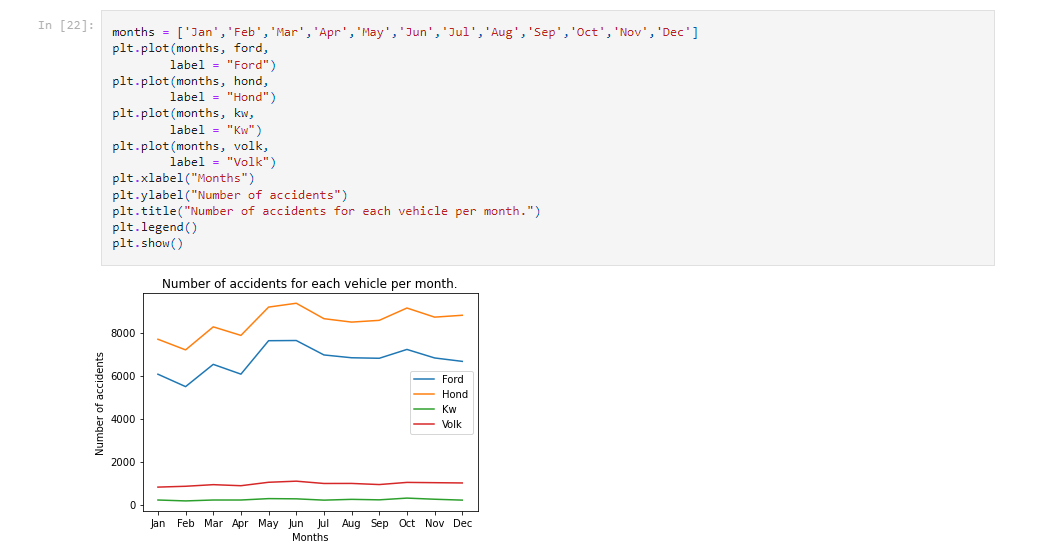 In [22]:
months = ['Jan','Feb','Mar','Apr','May','Jun','Jul','Aug','Sep','Oct','Nov','Dec']
plt.plot(months, ford,
        label = "Ford")
plt.plot(months, hond,
        label = "Hond")
plt.plot(months, kw,
        label = "Kw")
plt.plot(months, volk,
        label = "Volk")
plt.xlabel("Months")
plt.ylabel("Number of accidents")
plt.title("Number of accidents for each vehicle per month.")
plt.legend()
plt.show()
Number of accidents for each vehicle per month.
Number of accidents
8000
6000
4000
2000
0
Ford
Hond
Kw
Volk
Jan Feb Mar Apr May Jun Jul Aug Sep Oct Nov Dec
Months